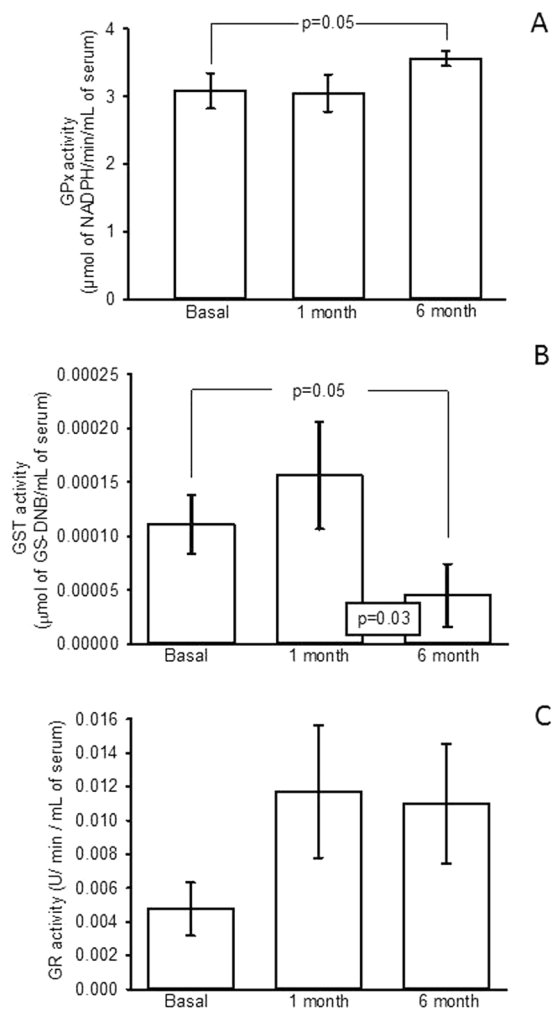 A
p=0.05
4
3
2
1
0
GPx activity
(μmol of NADPH/min/mL of serum)
Basal 1 month 6 month
B
p=0.05
0.00025
0.00020
0.00015
0.00010
0.00005
0.00000
GST activity
(μmol of GS-DNB/mL of serum)
p=0.03
Basal 1 month 6 month
C
0.016
0.014
0.012
0.010
0.008
0.006
0.004
0.002
0.000
GR activity (U/ min / mL of serum)
Basal 1 month 6 month